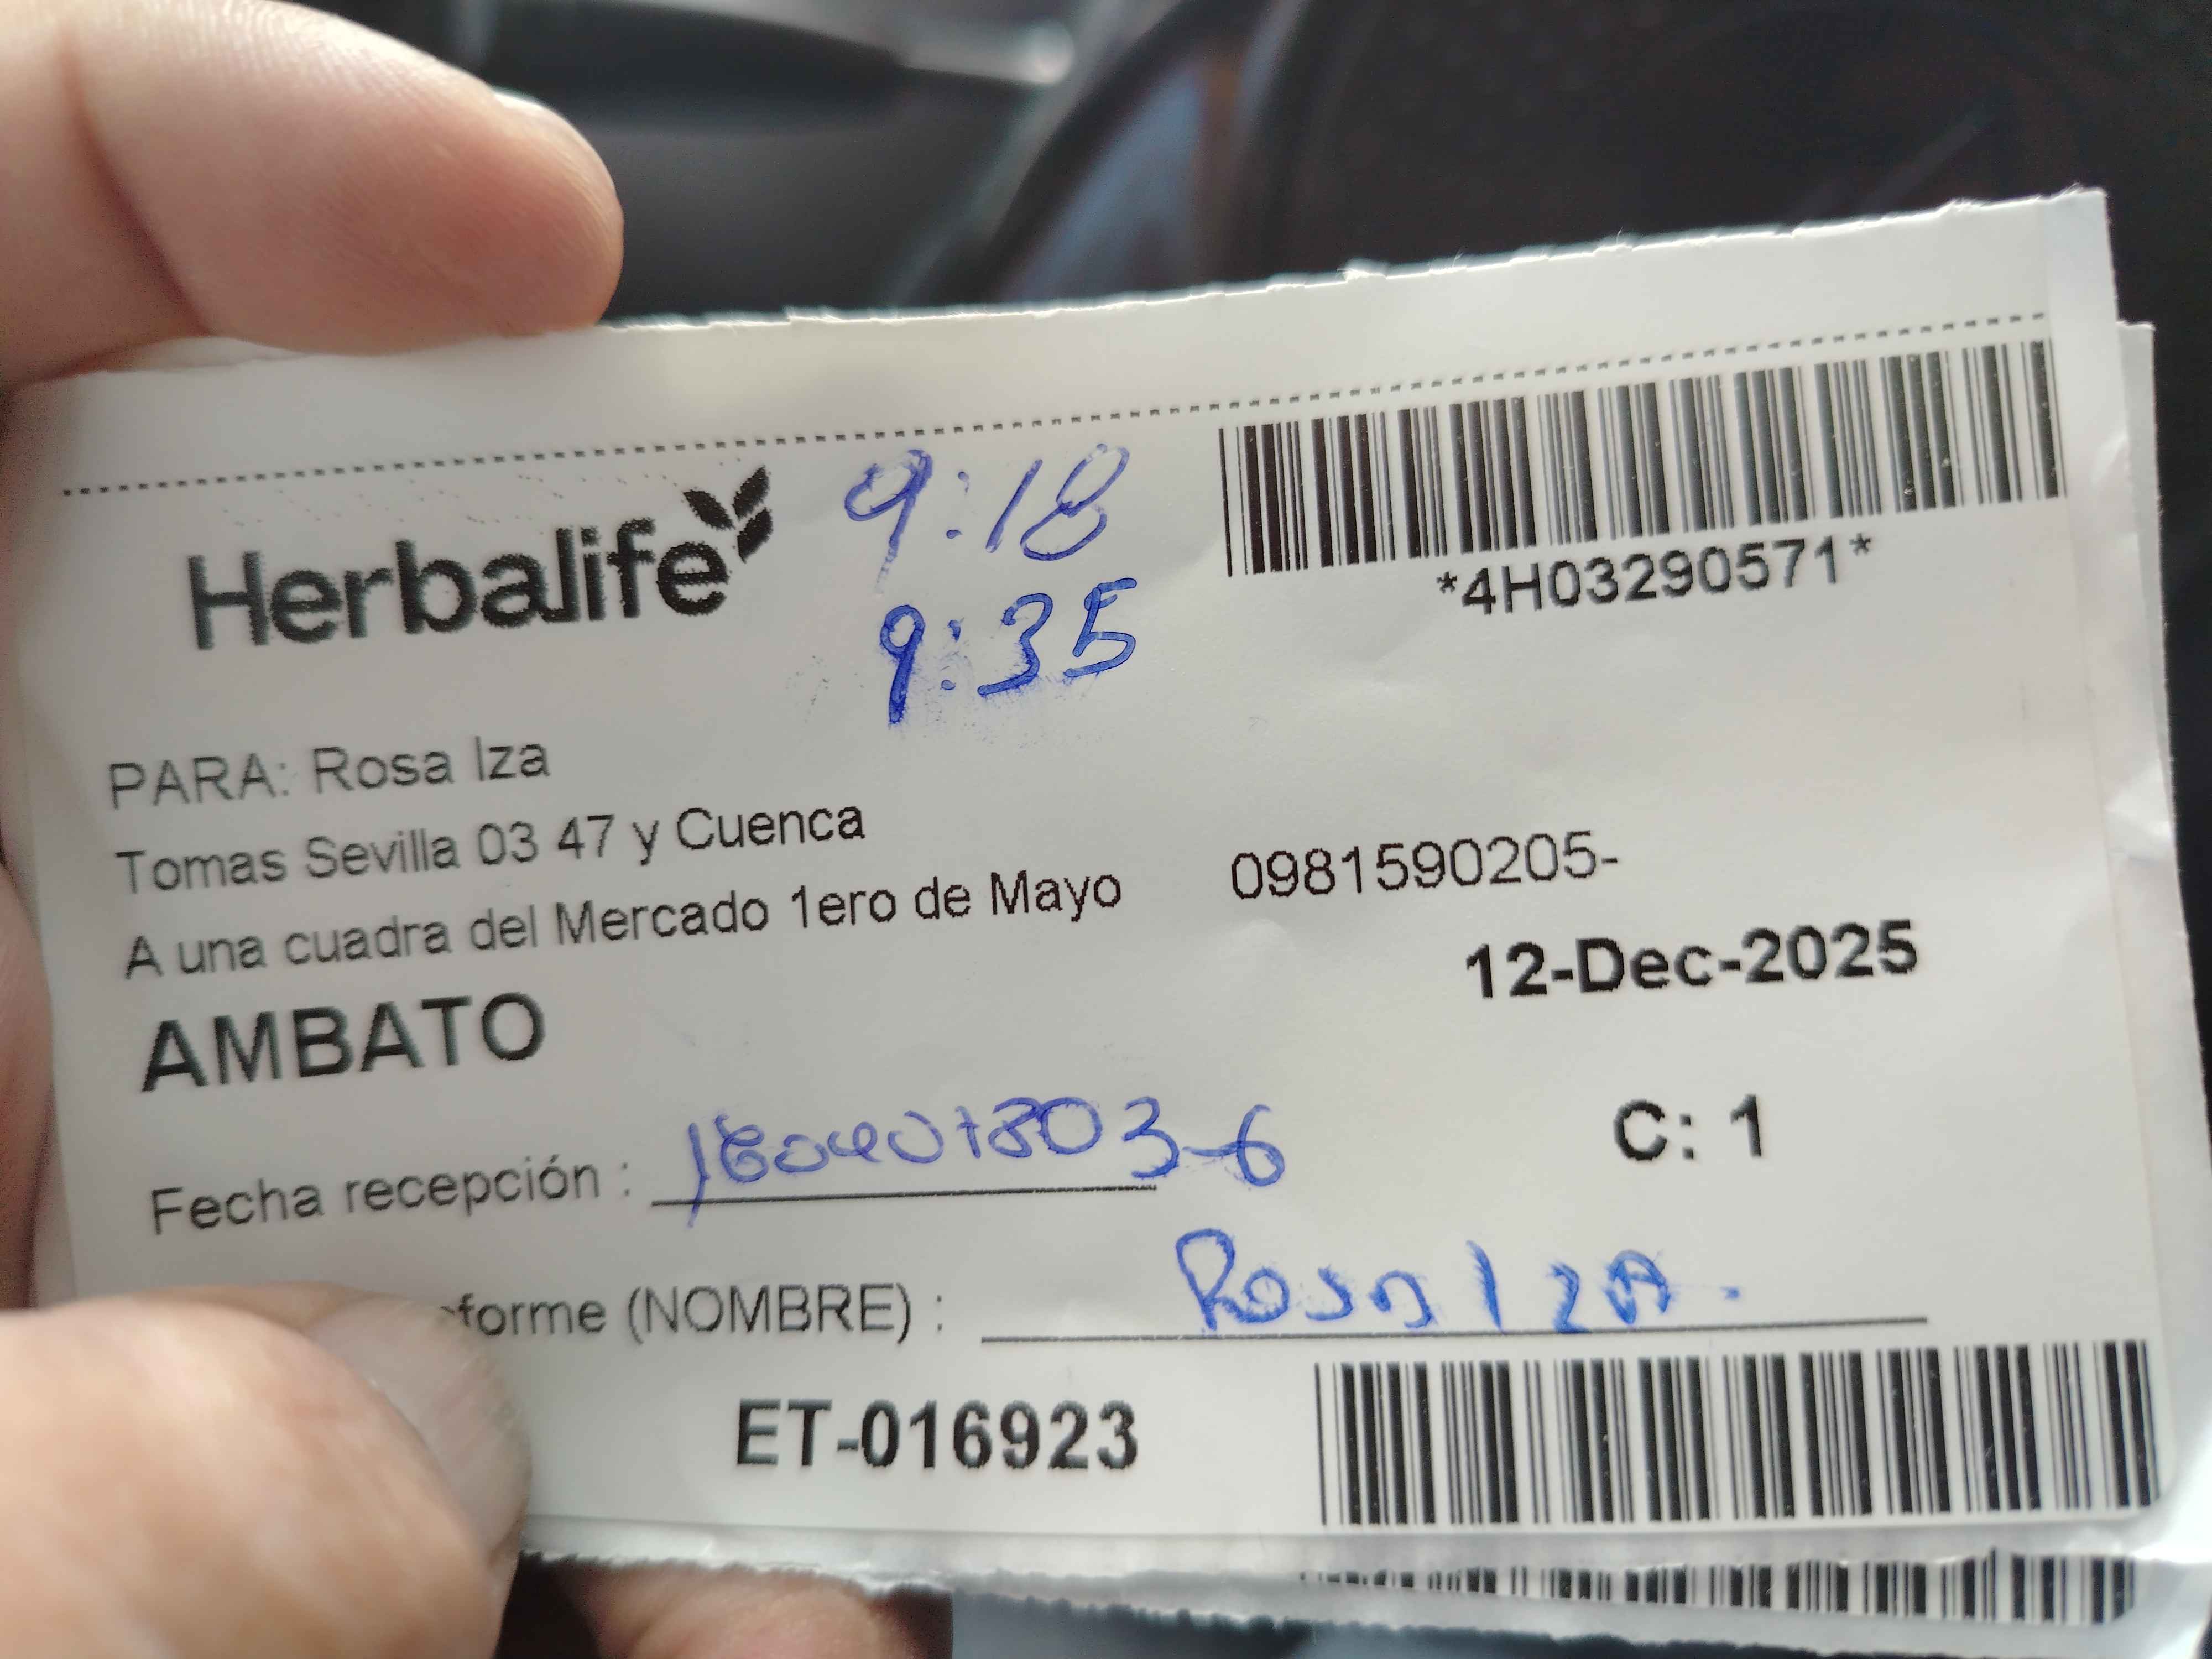 Herbalife
9:18
9:35
*4H03290571*
PARA: Rosa Iza
Tomas Sevilla 03 47 y Cuenca
A una cuadra del Mercado 1ero de Mayo 0981590205-
12-Dec-2025
AMBATO
C: 1
Fecha recepción : 180407803-6
forme (NOMBRE) : Rosa IZA.
ET-016923